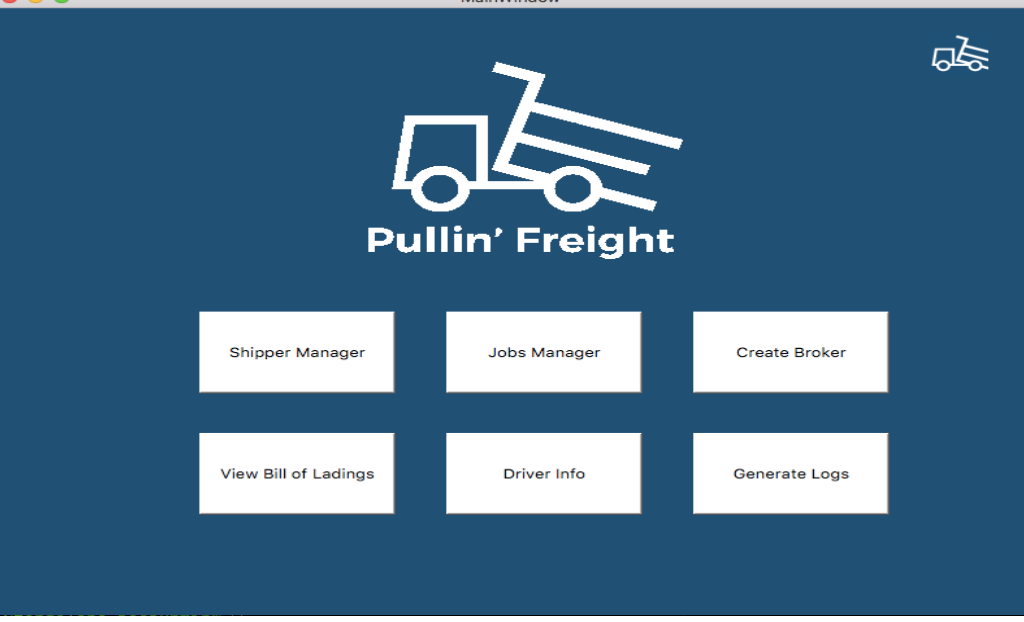 MainWindow
Pullin’ Freight
Shipper Manager
Jobs Manager
Create Broker
View Bill of Ladings
Driver Info
Generate Logs